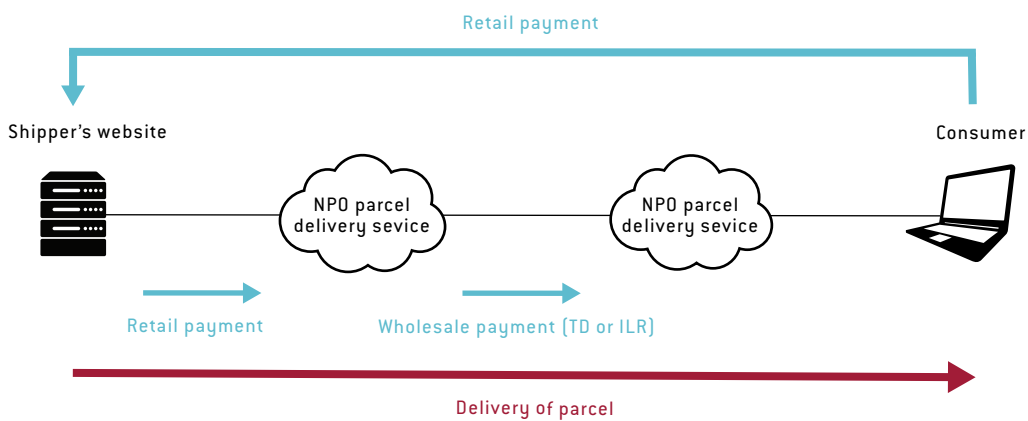 Retail payment
Shipper's website
Consumer
NPO parcel
delivery sevice
NPO parcel
delivery sevice
Retail payment
Wholesale payment (TD or ILR)
Delivery of parcel